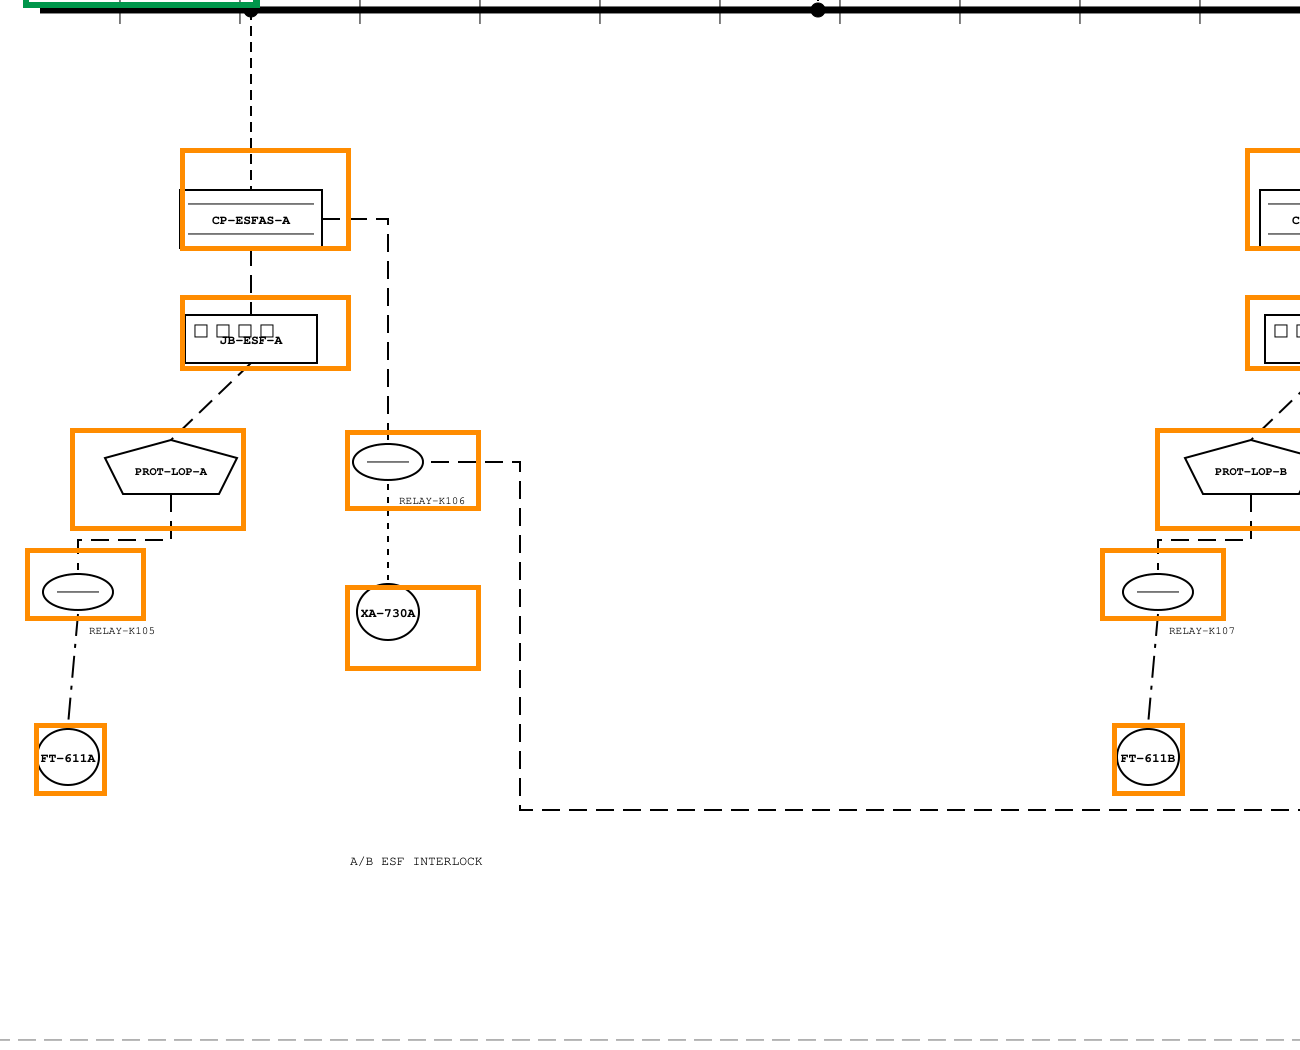 CP-ESFAS-A
C
JB-ESF-A
PROT-LOP-A
PROT-LOP-B
RELAY-K106
XA-730A
RELAY-K105
RELAY-K107
FT-611A
FT-611B
A/B ESF INTERLOCK